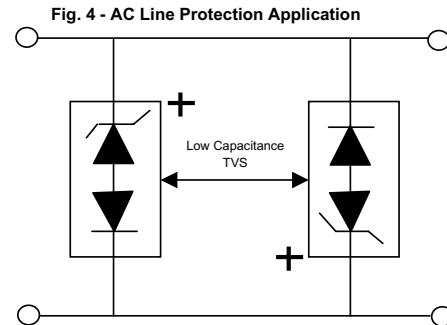 Fig. 4 - AC Line Protection Application
+
Low Capacitance
TVS
+